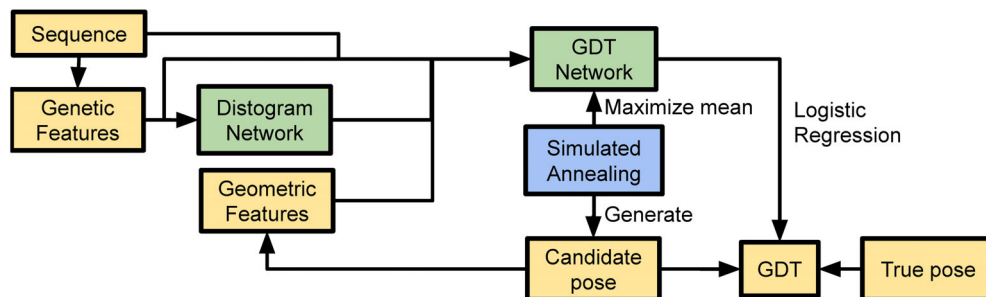 Sequence
Genetic
Features
Distogram
Network
Geometric
Features
GDT
Network
Maximize mean
Simulated
Annealing
Generate
Candidate
pose
Logistic
Regression
GDT
True pose